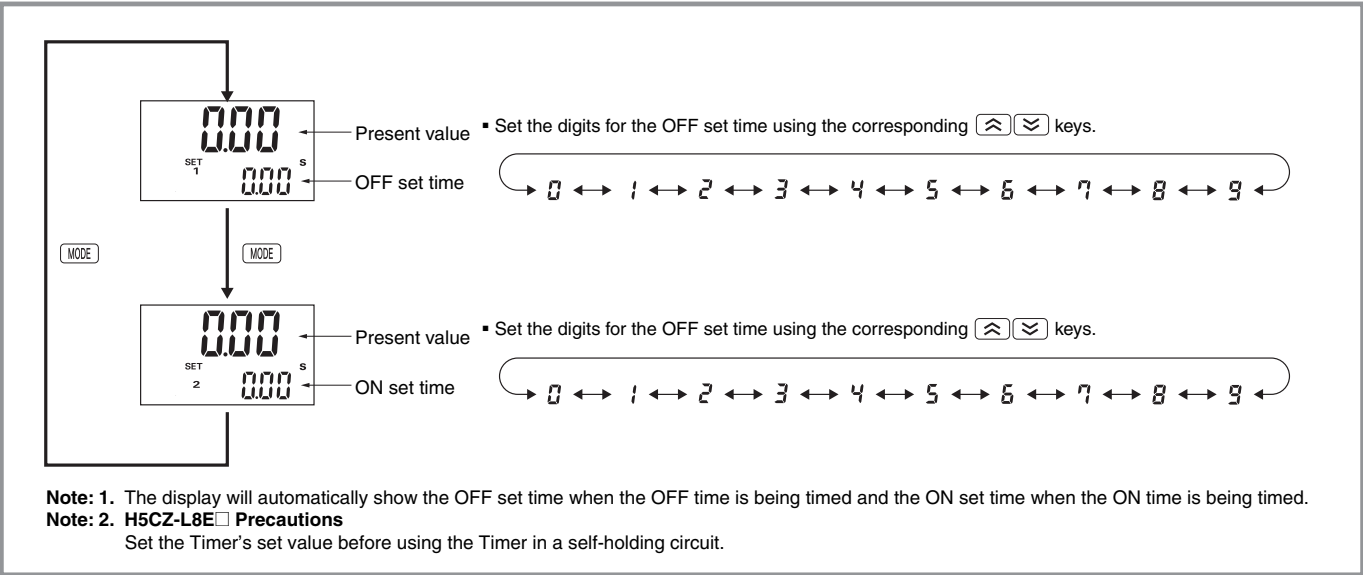 0.00
Present value
▪ Set the digits for the OFF set time using the corresponding keys.
SET
1
s
0.00
OFF set time
0 1 2 3 4 5 6 7 8 9
MODE
MODE
0.00
Present value
▪ Set the digits for the OFF set time using the corresponding keys.
SET
2
s
0.00
ON set time
0 1 2 3 4 5 6 7 8 9
Note: 1. The display will automatically show the OFF set time when the OFF time is being timed and the ON set time when the ON time is being timed.
Note: 2. H5CZ-L8E□ Precautions
Set the Timer's set value before using the Timer in a self-holding circuit.